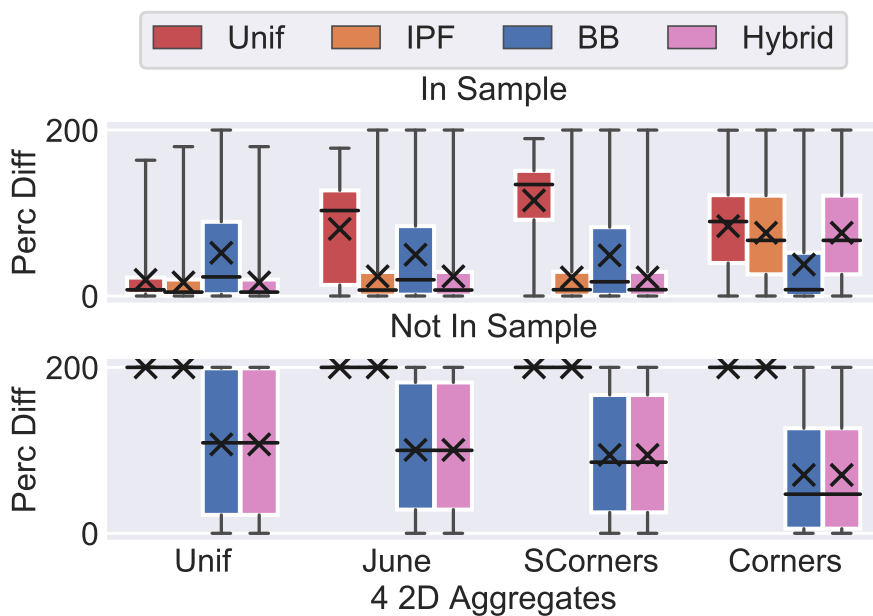 Unif IPF BB Hybrid
In Sample
200
Perc Diff
0
Not In Sample
200
Perc Diff
0
Unif June SCorners Corners
4 2D Aggregates